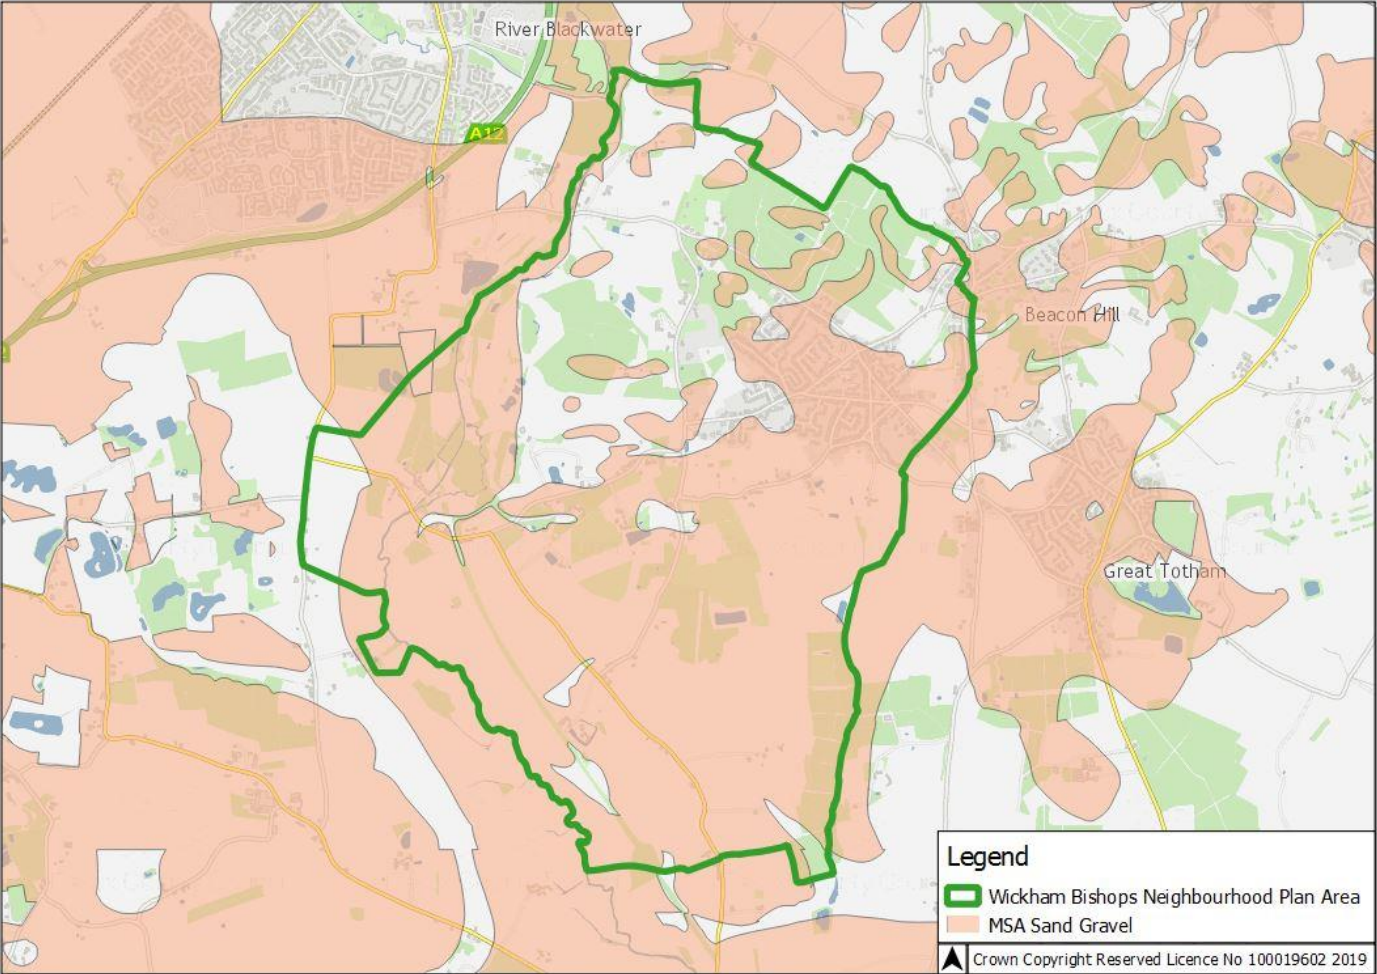 River Blackwater
A12
Beacon Hill
Great Totham
Legend
Wickham Bishops Neighbourhood Plan Area
MSA Sand Gravel
Crown Copyright Reserved Licence No 100019602 2019